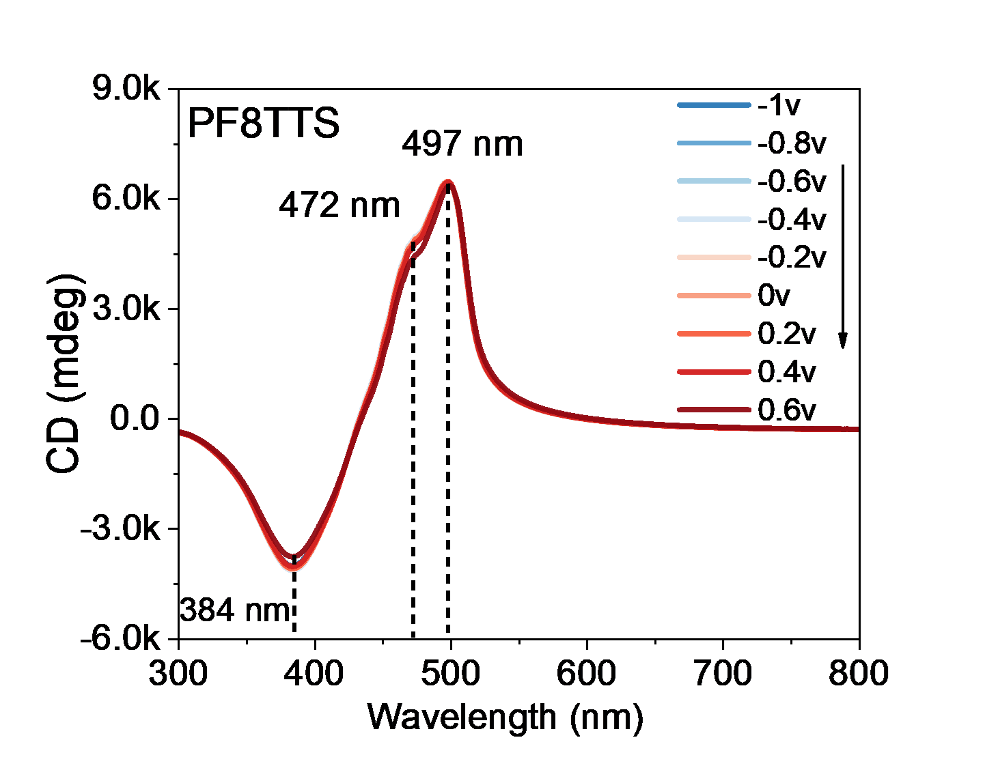 PF8TTS
497 nm
472 nm
384 nm
-1v
-0.8v
-0.6v
-0.4v
-0.2v
0v
0.2v
0.4v
0.6v
CD (mdeg)
9.0k
6.0k
3.0k
0.0
-3.0k
-6.0k
300 400 500 600 700 800
Wavelength (nm)